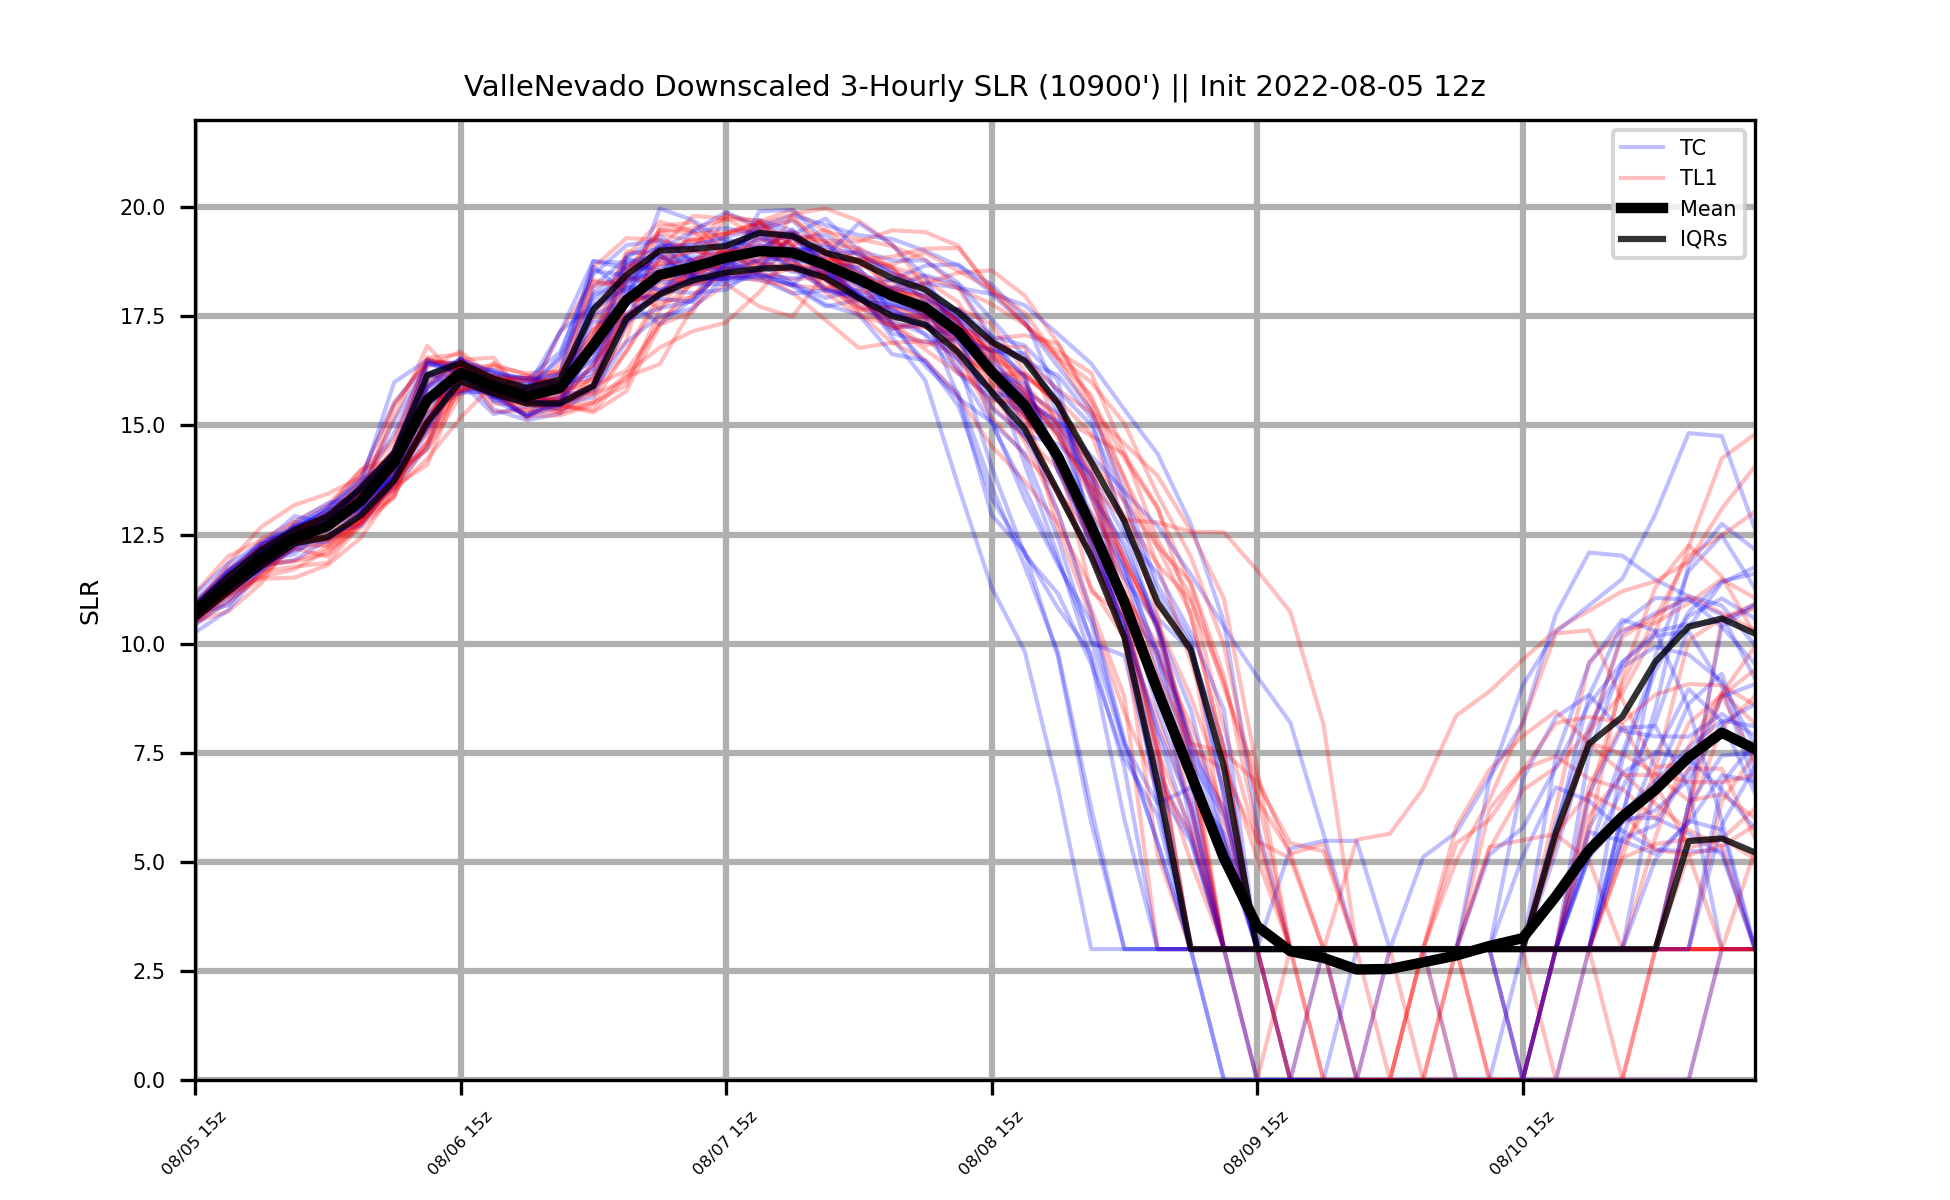 ValleNevado Downscaled 3-Hourly SLR (10900') || Init 2022-08-05 12z
TC
TL1
Mean
IQRs
SLR
20.0
17.5
15.0
12.5
10.0
7.5
5.0
2.5
0.0
08/05 15z
08/06 15z
08/07 15z
08/08 15z
08/09 15z
08/10 15z